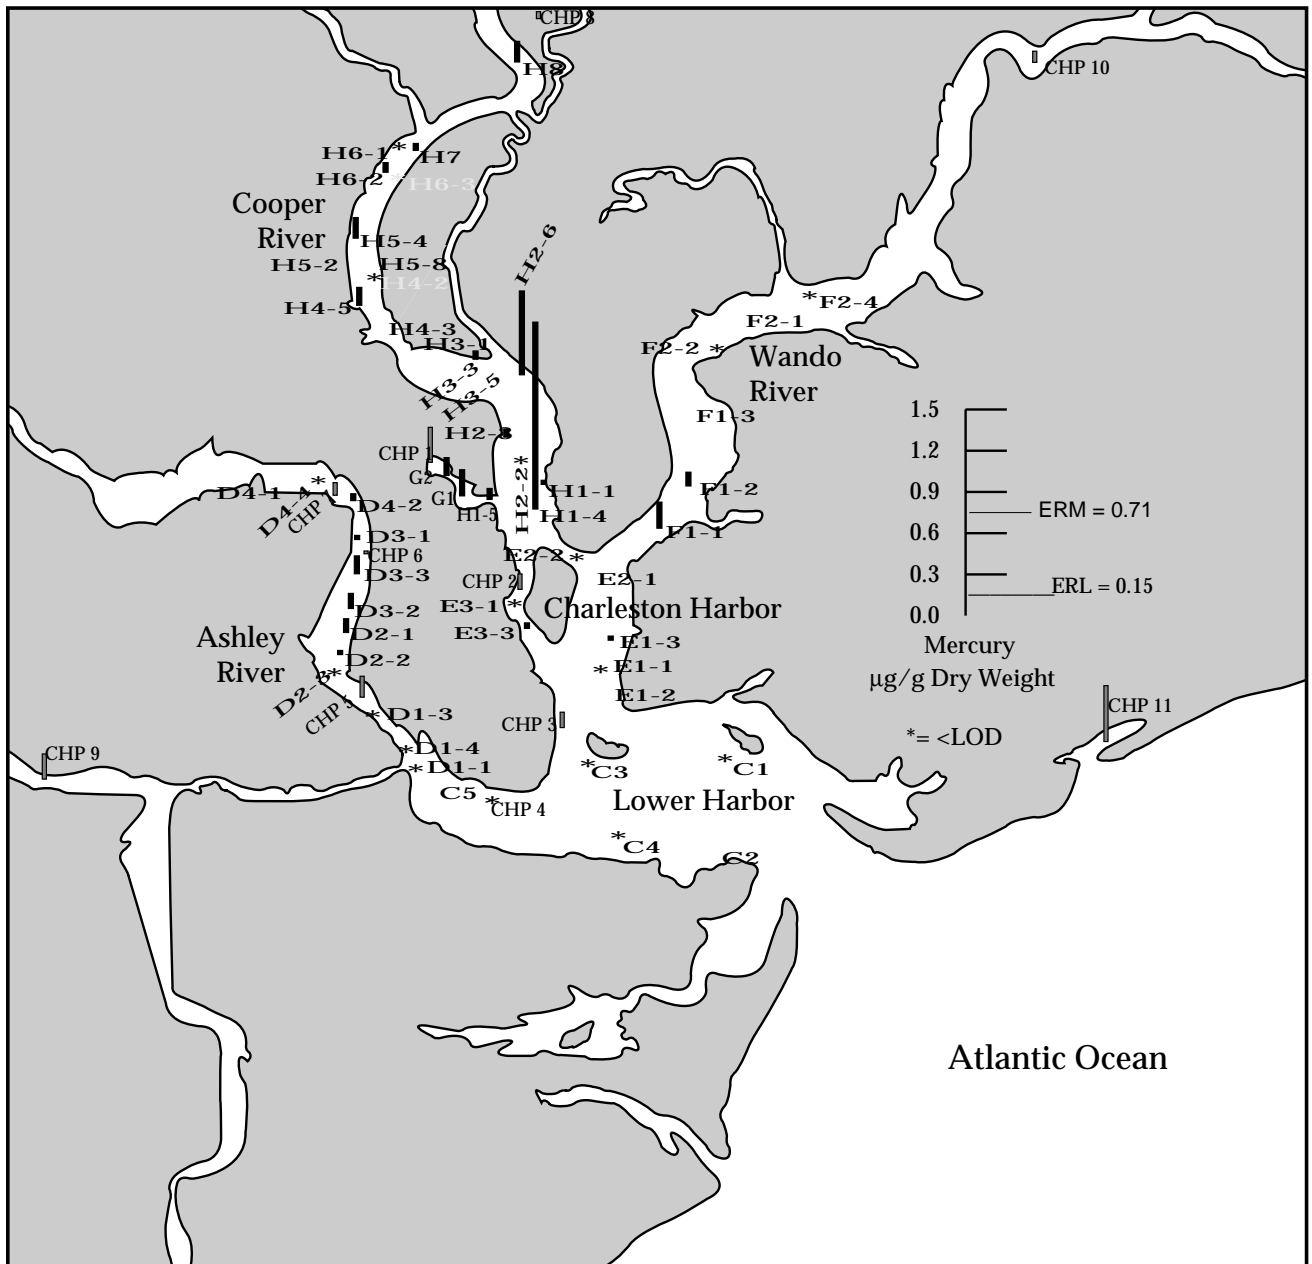 CHP 8
H8
CHP 10
H6-1
*
H7
H6-2
*
H6-3
Cooper
River
H5-4
H2-6
H5-2
H5-8
*
H4-2
H4-5
*
F2-4
F2-1
H4-3
H3-1
F2-2
*
Wando
River
H3-3
H3-5
1.5
F1-3
H2-3
CHP 1
1.2
G2
*
H2-2
D4-1
*
D4-4
CHP
D4-2
G1
H1-5
H1-1
H1-4
F1-2
0.9
ERM = 0.71
F1-1
0.6
D3-1
CHP 6
D3-3
E2-2
*
CHP 2
E2-1
0.3
ERL = 0.15
D3-2
E3-1
*
Charleston Harbor
0.0
D2-1
E3-3
E1-3
Ashley
River
Mercury
D2-2
D2-3
*
*
E1-1
µg/g Dry Weight
CHP 5
E1-2
*
D1-3
CHP 3
CHP 11
*= <LOD
*
D1-4
CHP 9
*
D1-1
*
C3
*
C1
C5
*
CHP 4
Lower Harbor
*
C4
C2
Atlantic Ocean